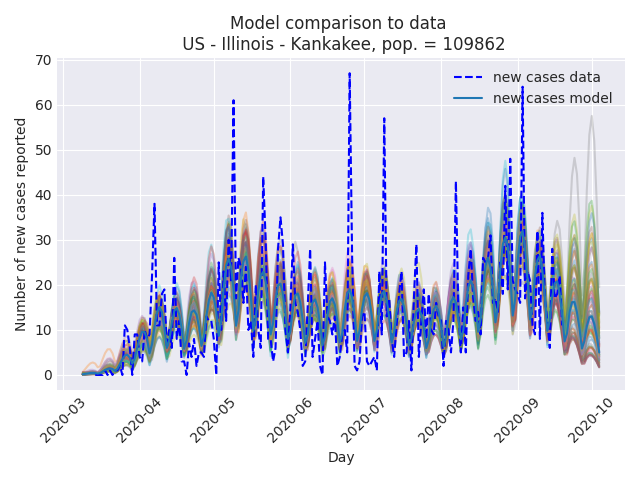 Model comparison to data
US - Illinois - Kankakee, pop. = 109862
Number of new cases reported
70
60
50
40
30
20
10
0
new cases data
new cases model
2020-03
2020-04
2020-05
2020-06
2020-07
2020-08
2020-09
2020-10
Day